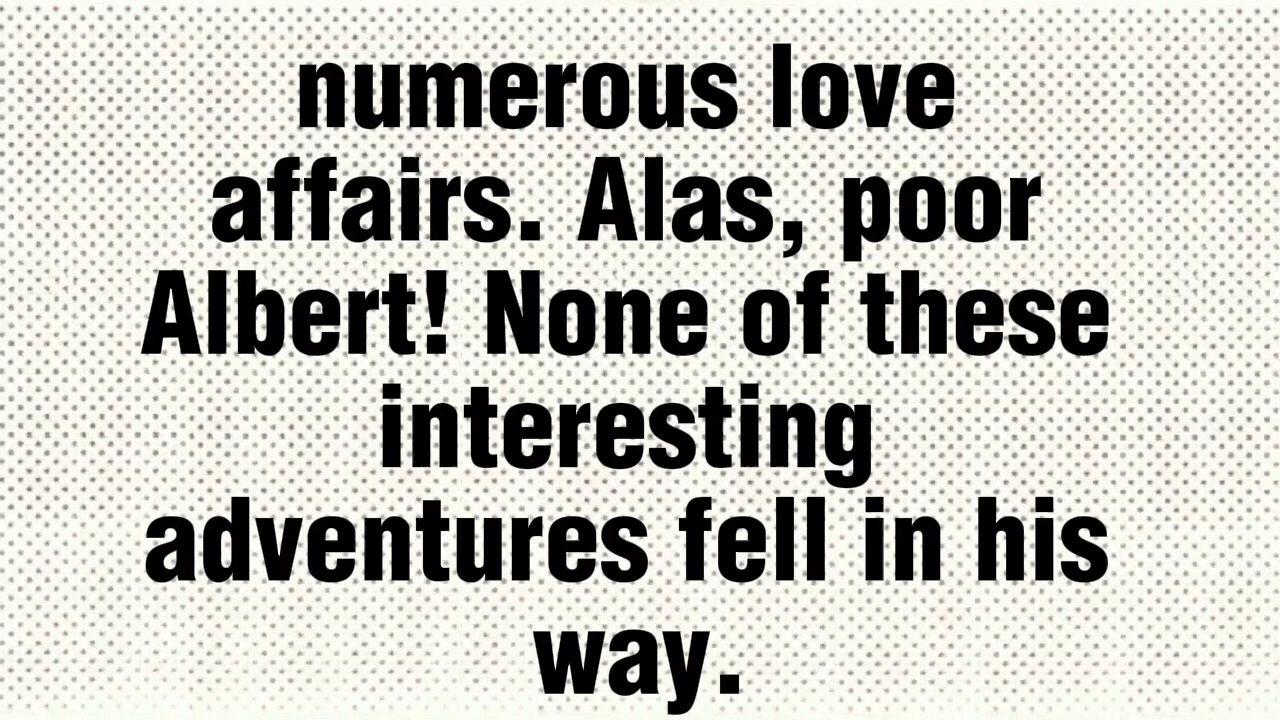 numerous love
affairs. Alas, poor
Albert! None of these
interesting
adventures fell in his
way.